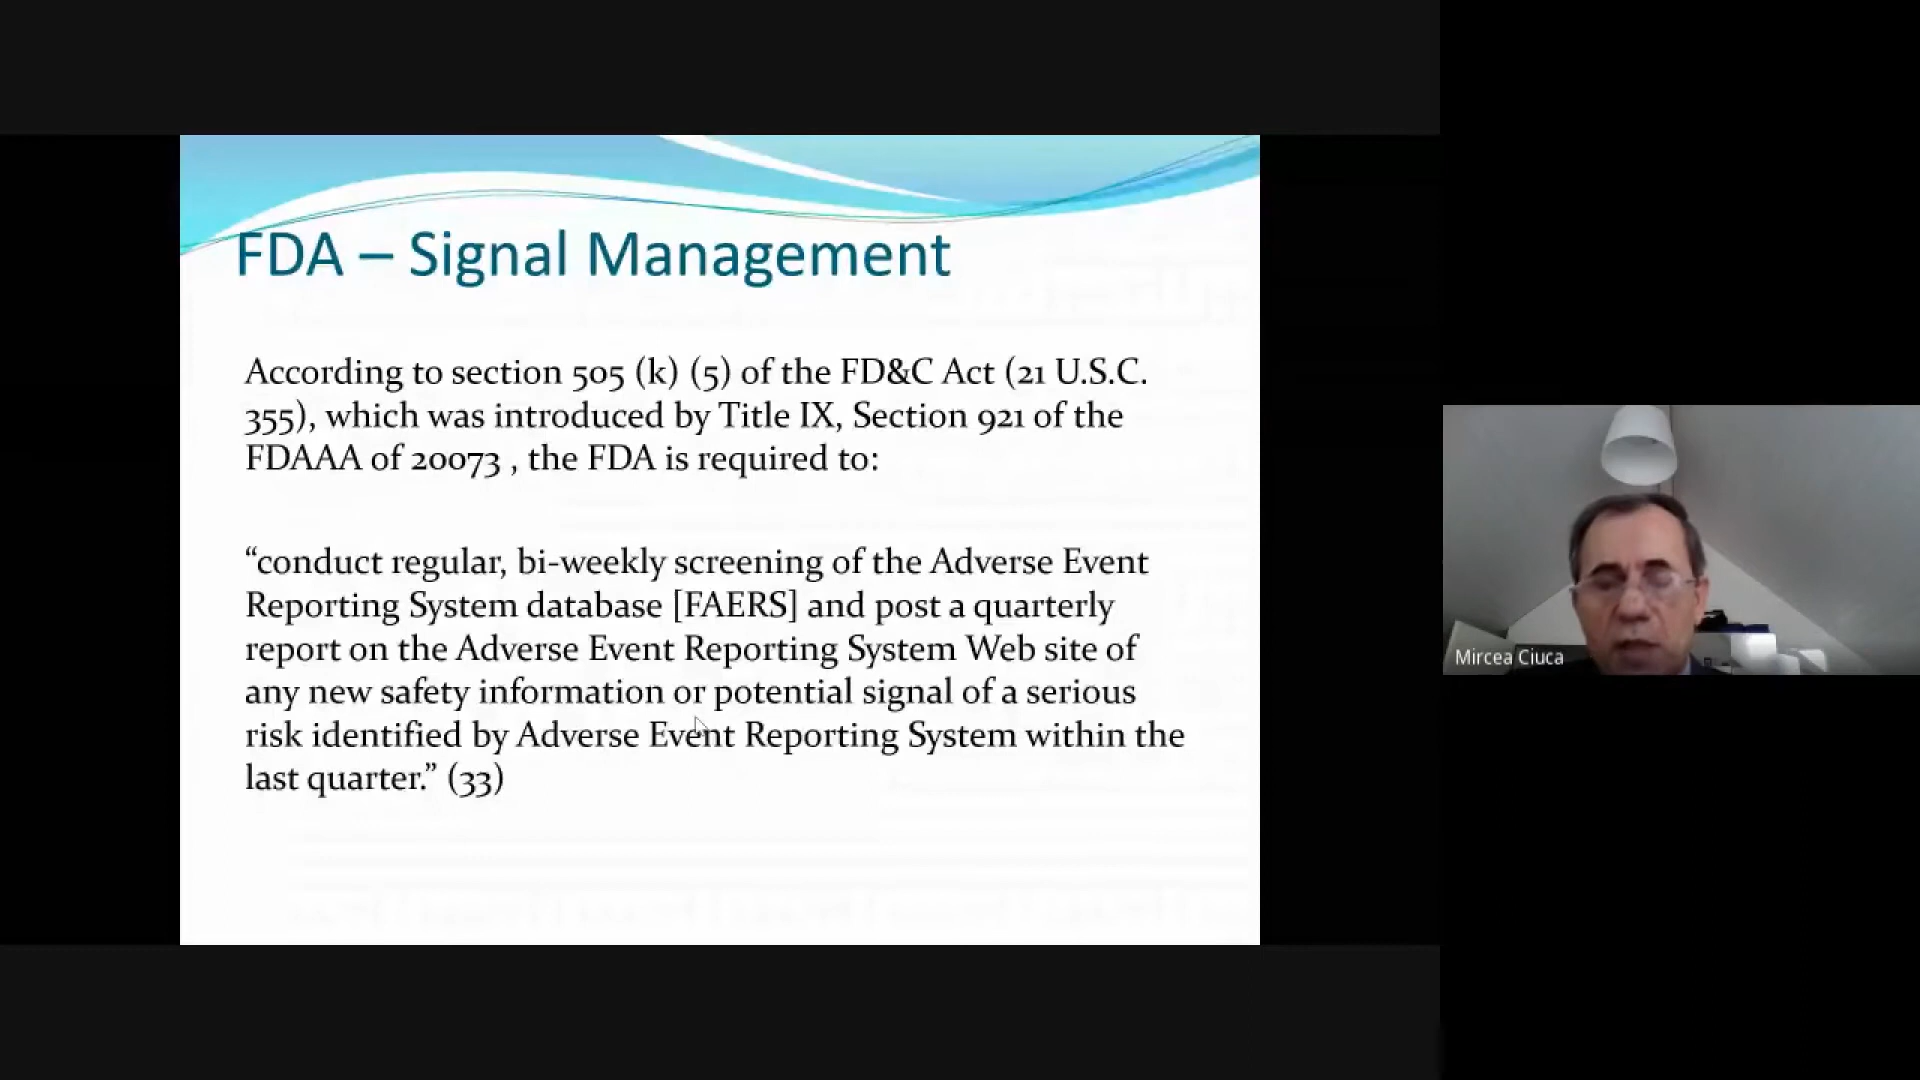 FDA – Signal Management
According to section 505 (k) (5) of the FD&C Act (21 U.S.C.
355), which was introduced by Title IX, Section 921 of the
FDAAA of 20073 , the FDA is required to:
“conduct regular, bi-weekly screening of the Adverse Event
Reporting System database [FAERS] and post a quarterly
report on the Adverse Event Reporting System Web site of
any new safety information or potential signal of a serious
risk identified by Adverse Event Reporting System within the
last quarter.” (33)
Mircea Ciuca